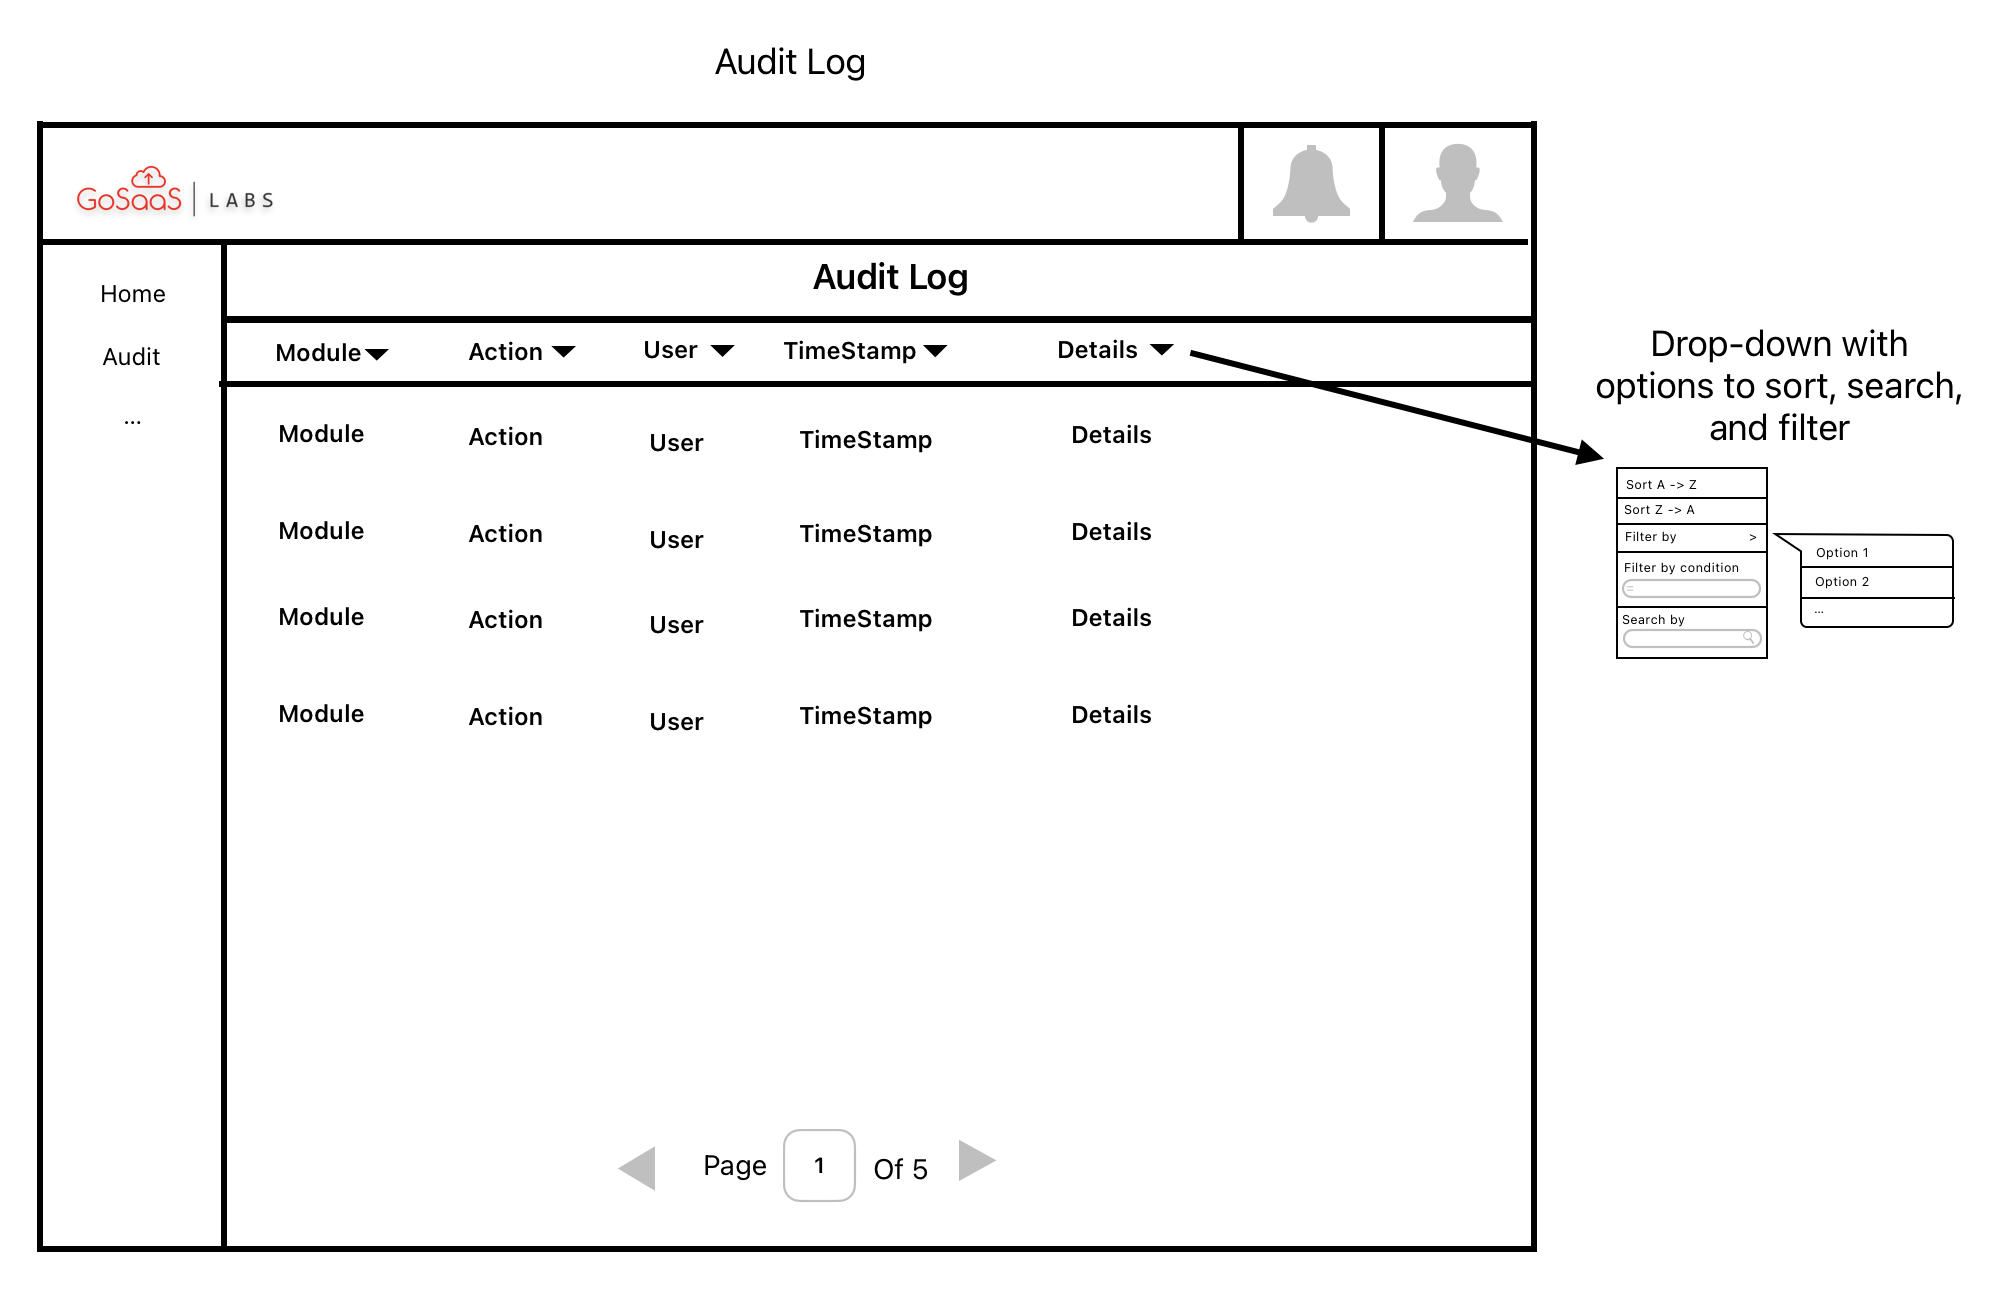 Audit Log
GoSaaS | LABS
Audit Log
Home
Audit
...
Module Action User TimeStamp Details
Module Action User TimeStamp Details
Module Action User TimeStamp Details
Module Action User TimeStamp Details
Module Action User TimeStamp Details
Page 1 Of 5
Drop-down with
options to sort, search,
and filter
Sort A -> Z
Sort Z -> A
Filter by >
Filter by condition
=
Search by
Option 1
Option 2
...